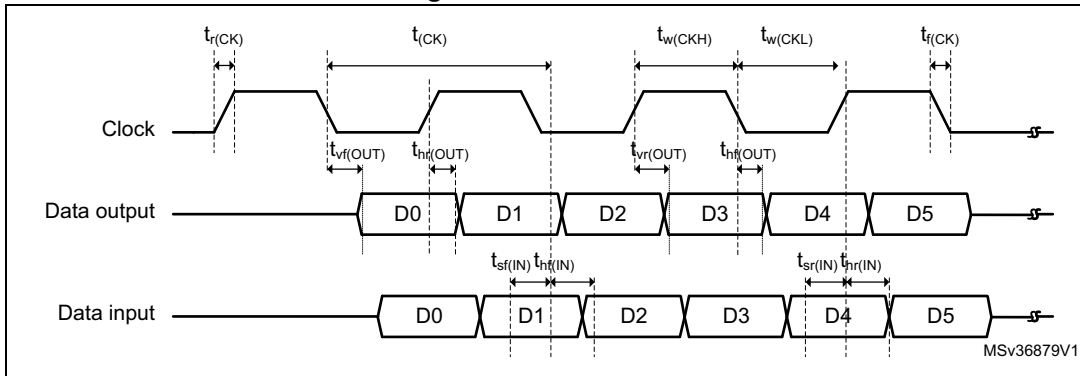 t_r(CK) t_(CK) t_w(CKH) t_w(CKL) t_f(CK)
Clock
t_vf(OUT) t_hr(OUT) t_vr(OUT) t_hf(OUT)
Data output D0 D1 D2 D3 D4 D5
t_sf(IN) t_hf(IN) t_sr(IN) t_hr(IN)
Data input D0 D1 D2 D3 D4 D5
MSv36879V1